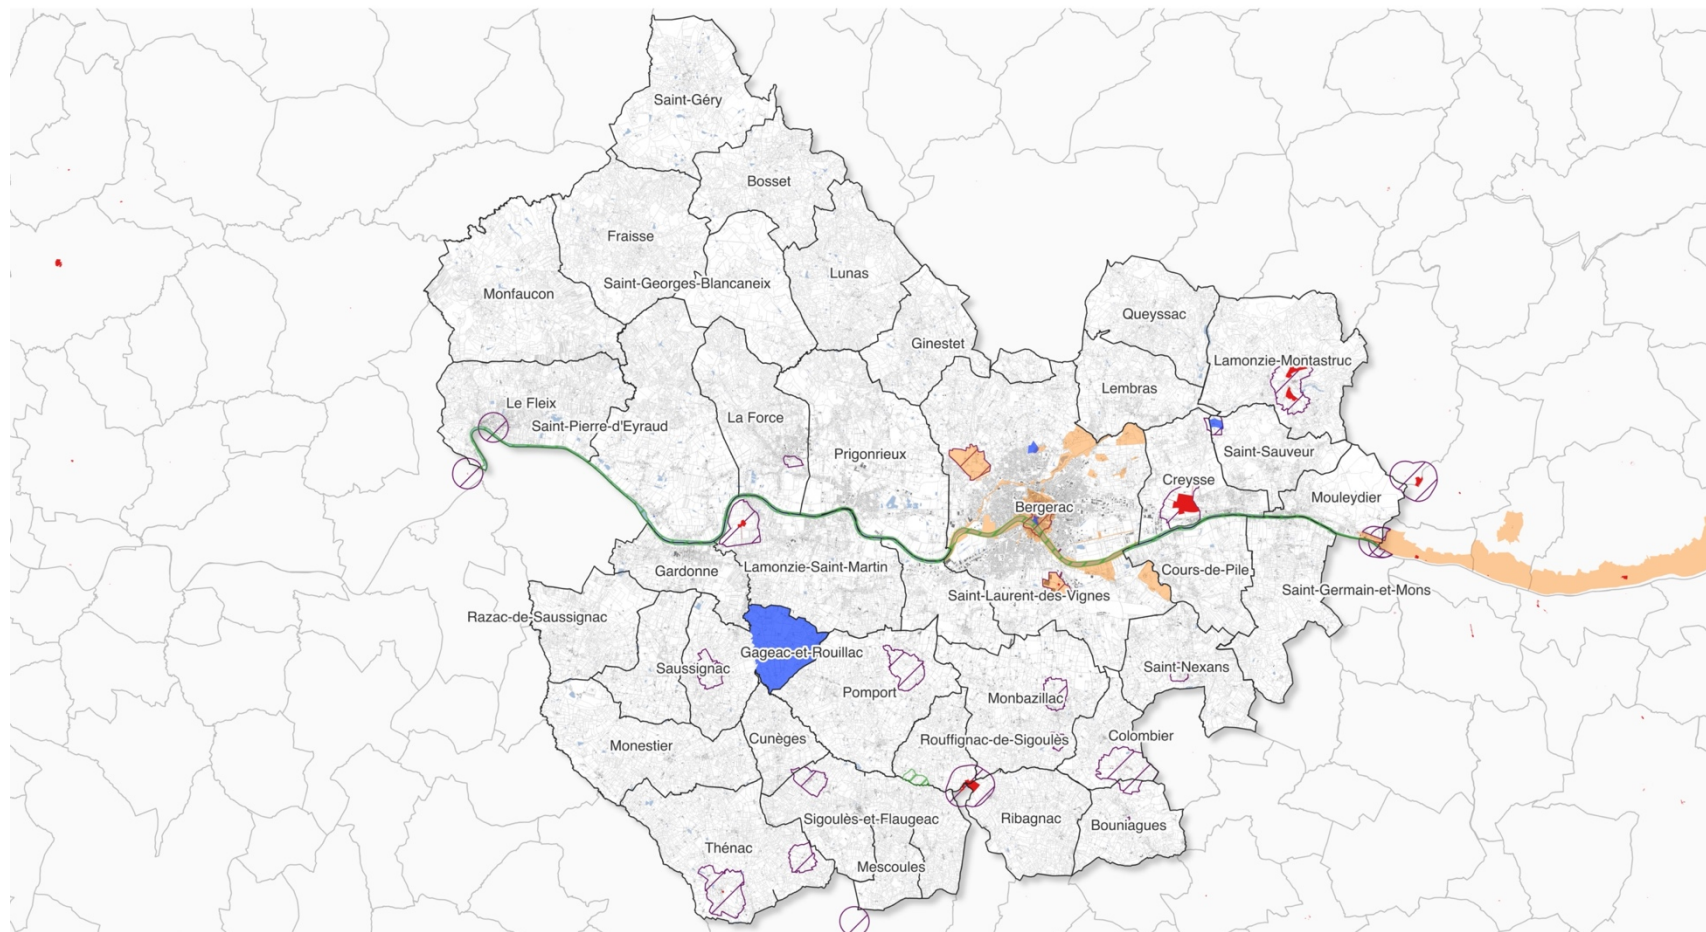 Saint-Géry
Bosset
Fraisse
Lunas
Saint-Georges-Blancaneix
Monfaucon
Queyssac
Ginestet
Lamonzie-Montastruc
Lembras
Le Fleix
La Force
Saint-Pierre-d'Eyraud
Prigonrieux
Saint-Sauveur
Creysse
Mouleydier
Bergerac
Gardonne
Lamonzie-Saint-Martin
Cours-de-Pile
Saint-Laurent-des-Vignes
Saint-Germain-et-Mons
Razac-de-Saussignac
Gageac-et-Rouillac
Saussignac
Saint-Nexans
Pomport
Monbazillac
Cunèges
Rouffignac-de-Sigoulès
Colombier
Monestier
Sigoulès-et-Flaugeac
Ribagnac
Bouniagues
Thénac
Mescoules